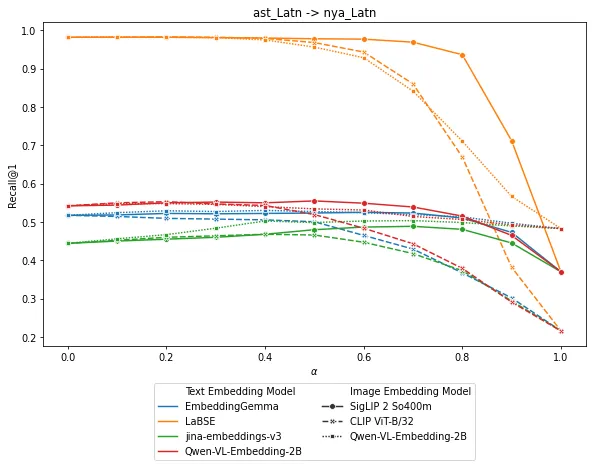 ast_Latn -> nya_Latn
Recall@1
1.0
0.9
0.8
0.7
0.6
0.5
0.4
0.3
0.2
0.0 0.2 0.4 0.6 0.8 1.0
α
Text Embedding Model Image Embedding Model
EmbeddingGemma SigLIP 2 So400m
LaBSE CLIP ViT-B/32
jina-embeddings-v3 Qwen-VL-Embedding-2B
Qwen-VL-Embedding-2B